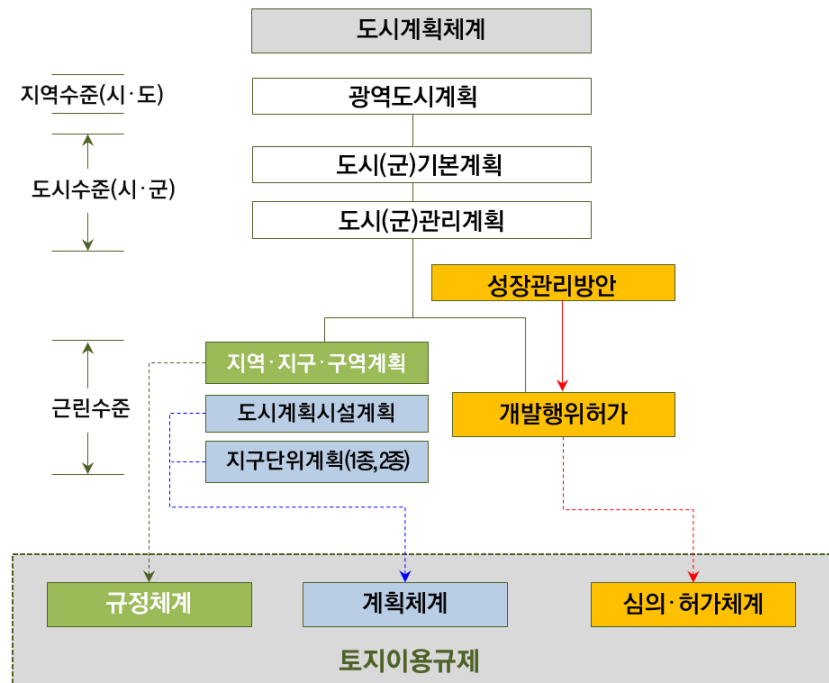 도시계획체계
지역수준(시·도)
광역도시계획
도시수준(시·군)
도시(군)기본계획
도시(군)관리계획
성장관리방안
근린수준
지역·지구·구역계획
도시계획시설계획
개발행위허가
지구단위계획(1종,2종)
규정체계
계획체계
심의·허가체계
토지이용규제